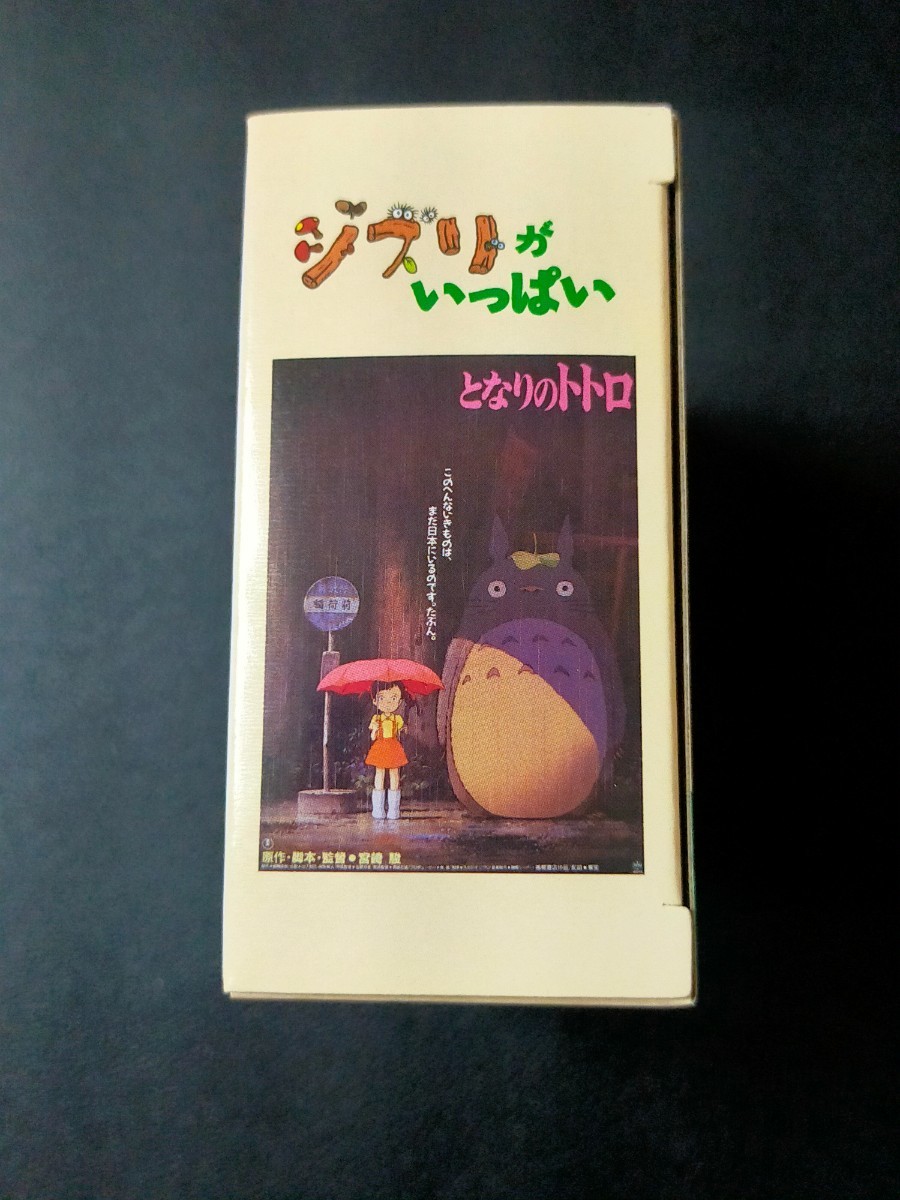 ジブリが
いっぱい
となりのトトロ
このへんないきものは、
まだ日本にいるのです。たぶん。
稲荷前
原作・脚本・監督●宮崎 駿